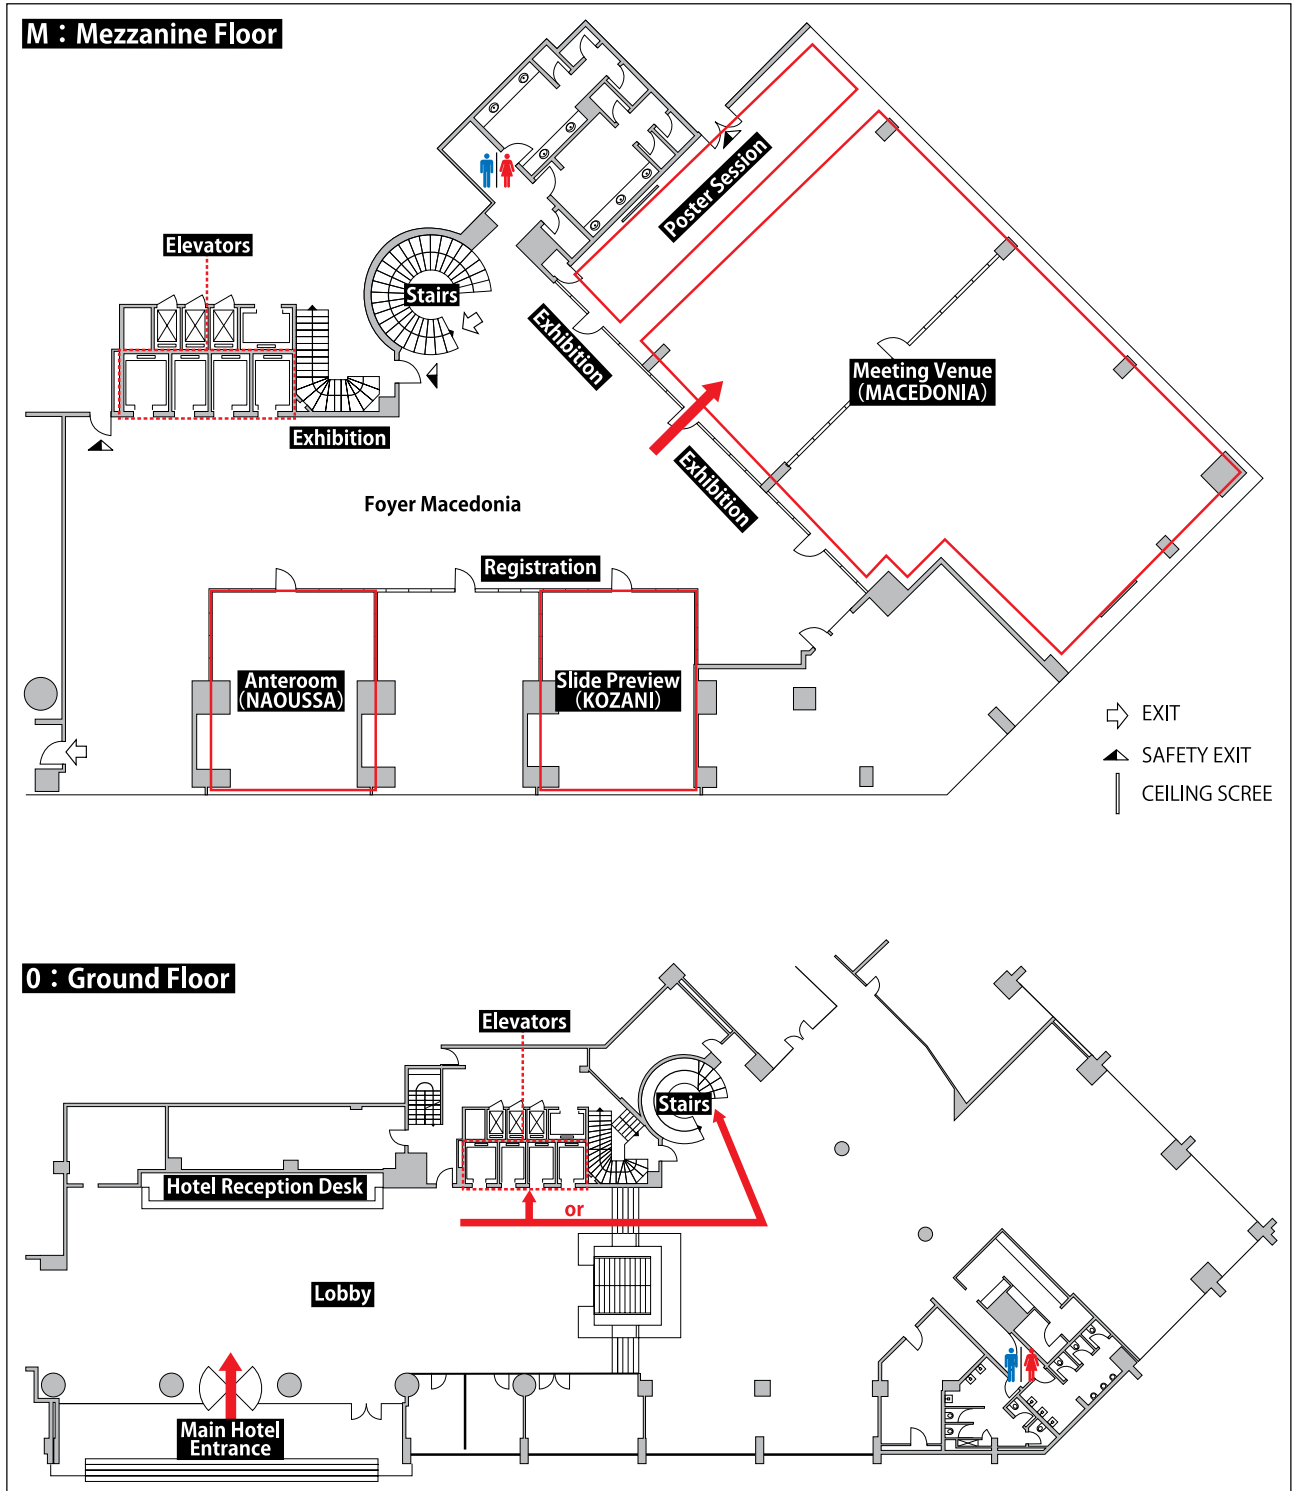 M：Mezzanine Floor
Poster Session
Elevators
Stairs
Exhibition
Meeting Venue
（MACEDONIA）
Exhibition
Exhibition
Foyer Macedonia
Registration
Anteroom
（NAOUSSA）
Slide Preview
（KOZANI）
EXIT
SAFETY EXIT
CEILING SCREE
0：Ground Floor
Elevators
Stairs
Hotel Reception Desk
or
Lobby
Main Hotel
Entrance